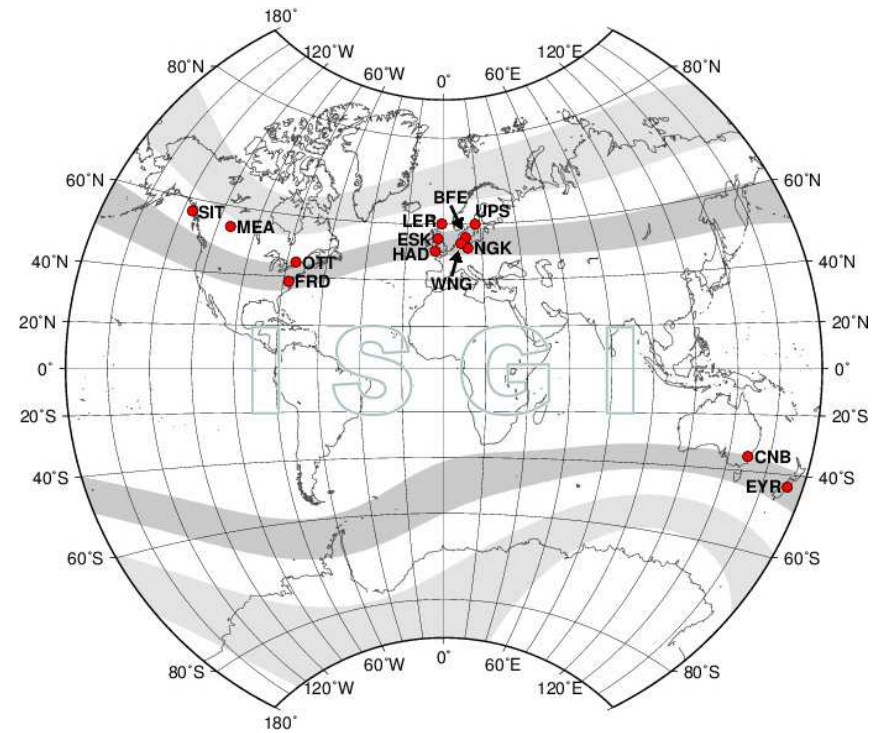 180°
120°W
120°E
80°N
60°W
0°
60°E
80°N
60°N
60°N
BFE
SIT
LER
UPS
MEA
ESK
NGK
HAD
40°N
OTT
40°N
FRD
WNG
20°N
20°N
ISGI
0°
0°
20°S
20°S
CNB
40°S
EYR
40°S
60°S
60°S
80°S
60°W
0°
60°E
80°S
120°W
120°E
180°